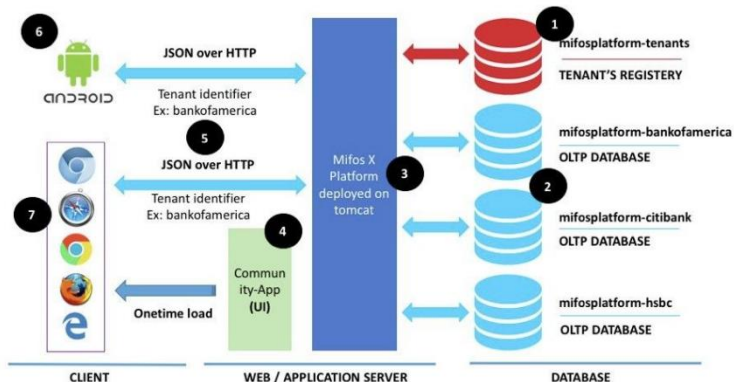 6
ANDROID
JSON over HTTP
Tenant identifier
Ex: bankofamerica
5
JSON over HTTP
Tenant identifier
Ex: bankofamerica
7
4
Commun
ity-App
(UI)
Onetime load
Mifos X
Platform
deployed on
tomcat
3
1
mifosplatform-tenants
TENANT'S REGISTERY
mifosplatform-bankofamerica
OLTP DATABASE
2
mifosplatform-citibank
OLTP DATABASE
mifosplatform-hsbc
OLTP DATABASE
CLIENT
WEB / APPLICATION SERVER
DATABASE